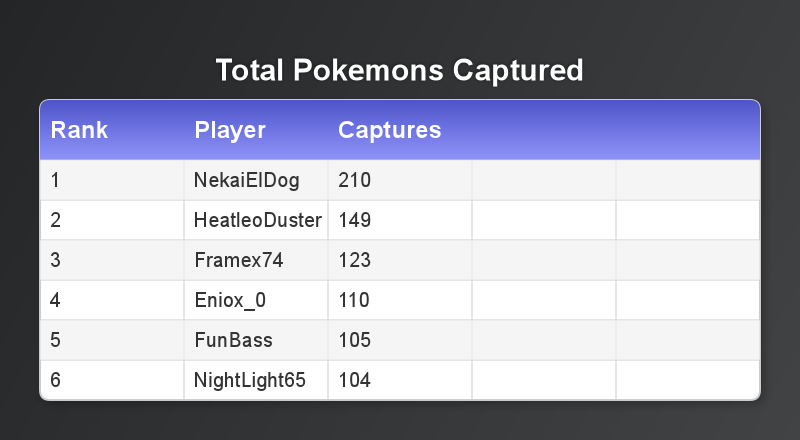 Total Pokemons Captured
Rank Player Captures
1 NekaiElDog 210
2 HeatleoDuster 149
3 Framex74 123
4 Eniox_0 110
5 FunBass 105
6 NightLight65 104